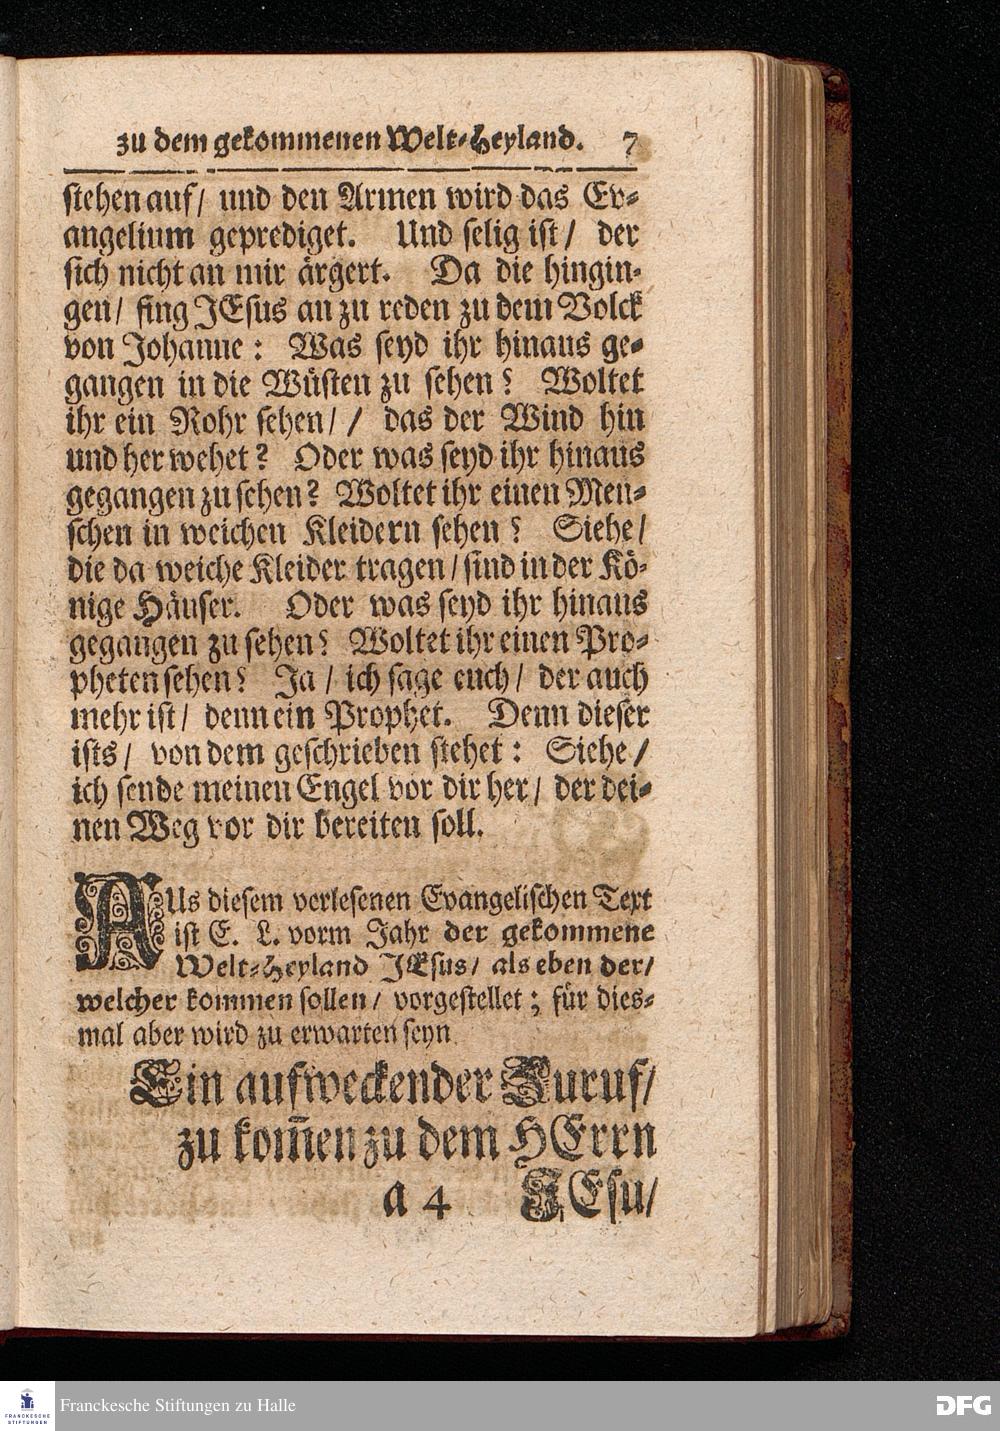 zu dem gekommenen Welt-Heyland. 7
stehen auf/ und den Armen wird das Ev-
angelium geprediget. Und selig ist/ der
sich nicht an mir ärgert. Da die hingin-
gen/ fing JEsus an zu reden zu dem Volck
von Johanne: Was seyd ihr hinaus ge-
gangen in die Wüsten zu sehen? Woltet
ihr ein Rohr sehen/ / das der Wind hin
und her wehet? Oder was seyd ihr hinaus
gegangen zu sehen? Woltet ihr einen Men-
schen in weichen Kleidern sehen? Siehe/
die da weiche Kleider tragen/ sind in der Kö-
nige Häuser. Oder was seyd ihr hinaus
gegangen zu sehen? Woltet ihr einen Pro-
pheten sehen? Ja/ ich sage euch/ der auch
mehr ist/ denn ein Prophet. Denn dieser
ists/ von dem geschrieben stehet: Siehe/
ich sende meinen Engel vor dir her/ der dei-
nen Weg vor dir bereiten soll.
AUs diesem verlesenen Evangelischen Text
ist E. L. vorm Jahr der gekommene
Welt-Heyland JEsus/ als eben der/
welcher kommen sollen/ vorgestellet; für dies-
mal aber wird zu erwarten seyn
Ein aufweckender Zuruf/
zu kom̄en zu dem HErrn
a 4 JEsu/
FRANCKESCHE
STIFTUNGEN
Franckesche Stiftungen zu Halle
DFG